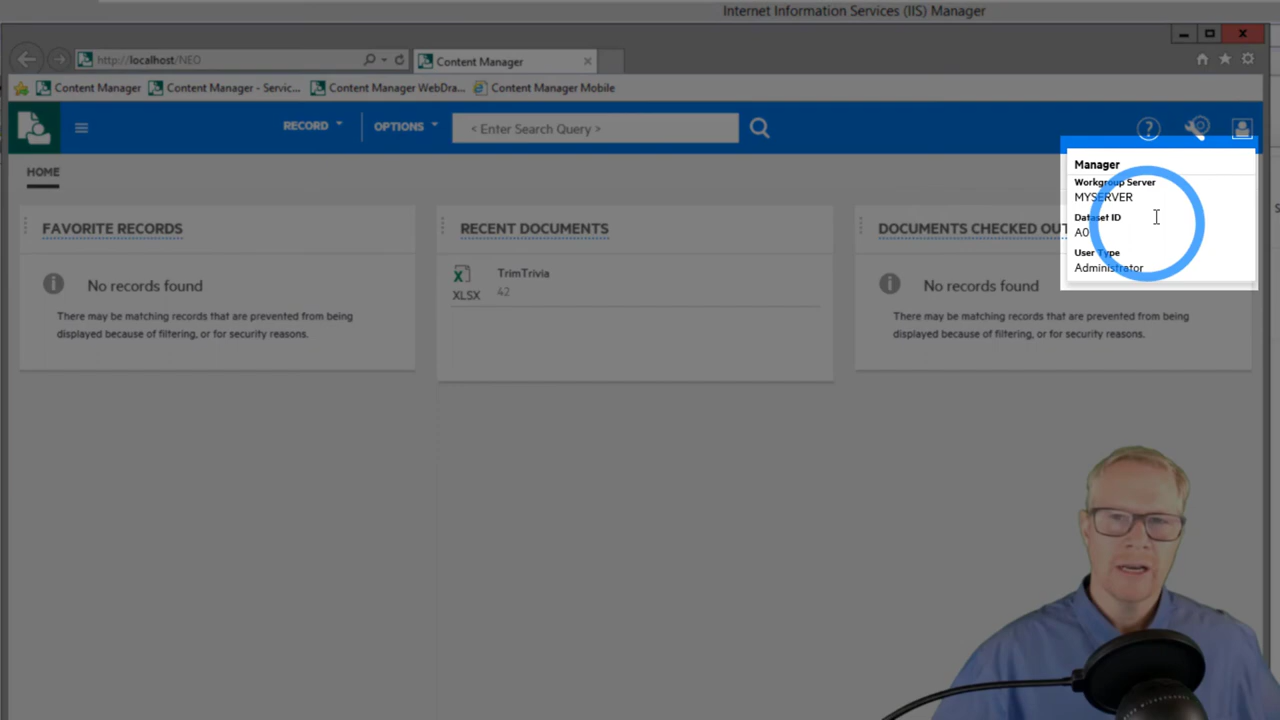 Internet Information Services (IIS) Manager
http://localhost/NEO
Content Manager
Content Manager Content Manager - Servic... Content Manager WebDra... Content Manager Mobile
RECORD OPTIONS < Enter Search Query >
HOME
Manager
Workgroup Server
MYSERVER
Dataset ID
A0
User Type
Administrator
FAVORITE RECORDS
No records found
There may be matching records that are prevented from being
displayed because of filtering, or for security reasons.
RECENT DOCUMENTS
TrimTrivia
XLSX 42
DOCUMENTS CHECKED OUT
No records found
There may be matching records that are prevented from being
displayed because of filtering, or for security reasons.